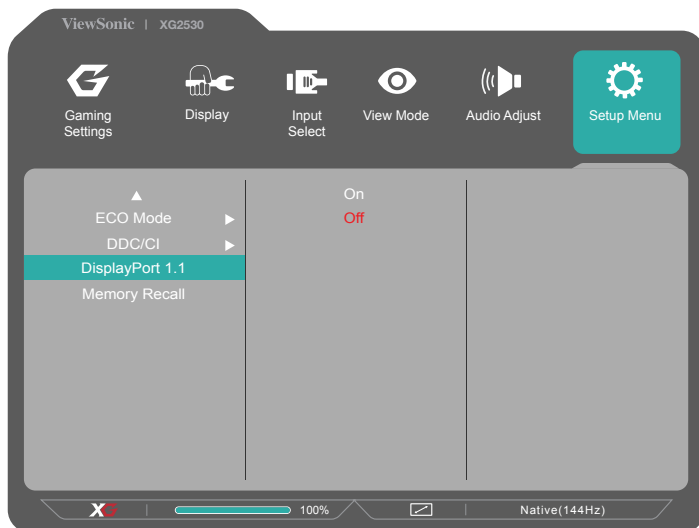 ViewSonic | XG2530
Gaming
Settings
Display
Input
Select
View Mode
Audio Adjust
Setup Menu
ECO Mode
DDC/CI
DisplayPort 1.1
Memory Recall
On
Off
XG
100%
Native(144Hz)